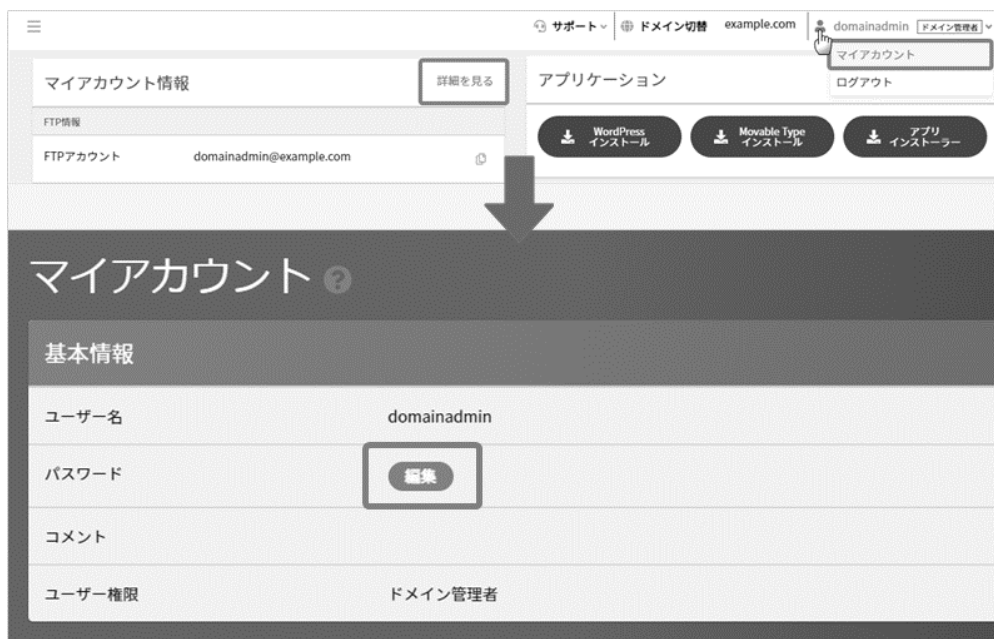 サポート ドメイン切替 example.com domainadmin ドメイン管理者
マイアカウント
ログアウト
マイアカウント情報 詳細を見る
FTP情報
FTPアカウント domainadmin@example.com
アプリケーション
WordPress
インストール
Movable Type
インストール
アプリ
インストーラー
マイアカウント ?
基本情報
ユーザー名 domainadmin
パスワード 編集
コメント
ユーザー権限 ドメイン管理者